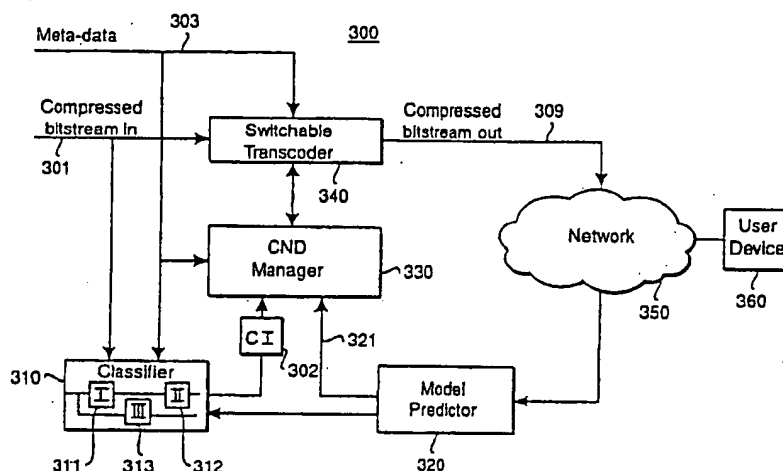 300
Meta-data
303
Compressed
bitstream in
301
Switchable
Transcoder
340
Compressed
bitstream out
309
Network
350
User
Device
360
CND
Manager
330
CI
302
321
310
Classifier
I
II
III
311
313
312
Model
Predictor
320